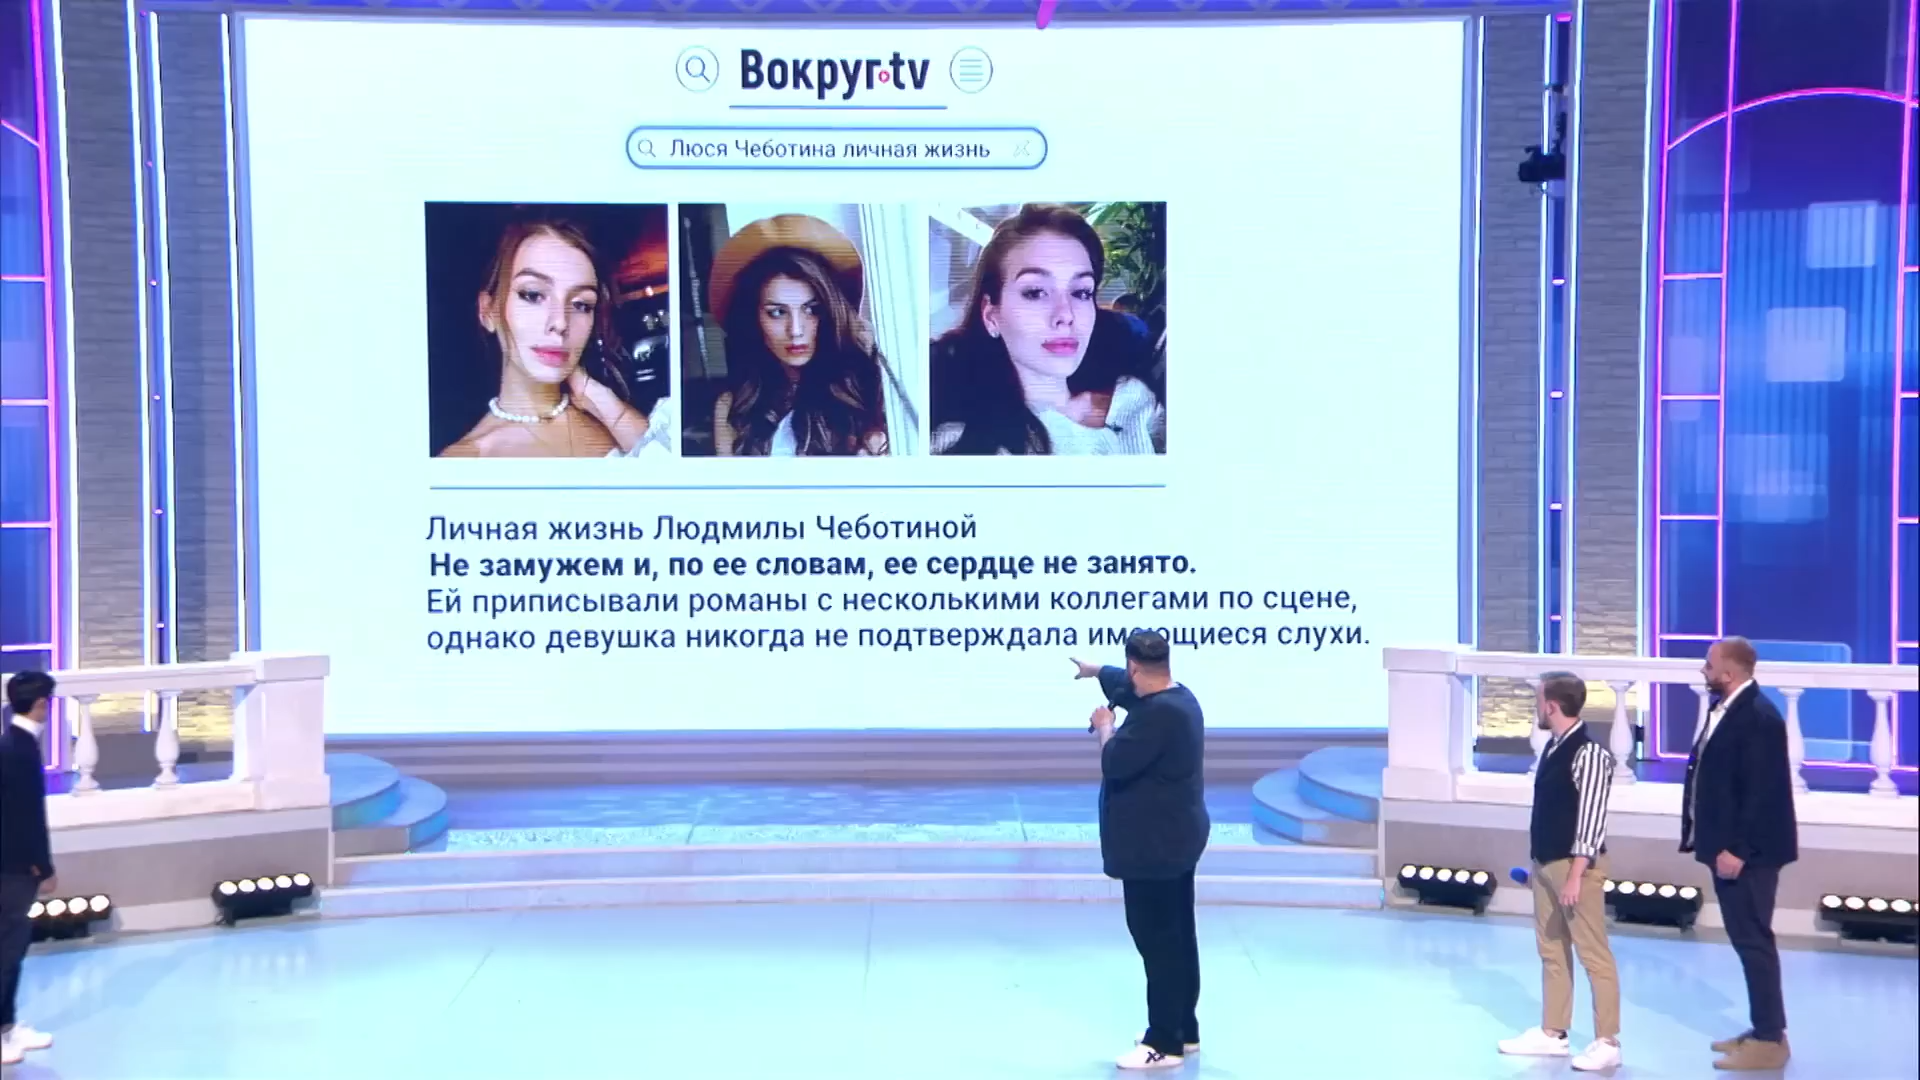 Вокруг tv
Люся Чеботина личная жизнь
Личная жизнь Людмилы Чеботиной
Не замужем и, по ее словам, ее сердце не занято.
Ей приписывали романы с несколькими коллегами по сцене,
однако девушка никогда не подтверждала имеющиеся слухи.